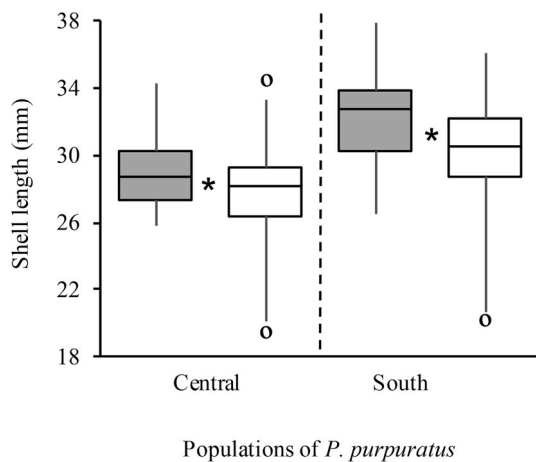 38
34
30
26
22
18
Shell length (mm)
o
*
o
*
o
Central South
Populations of P. purpuratus